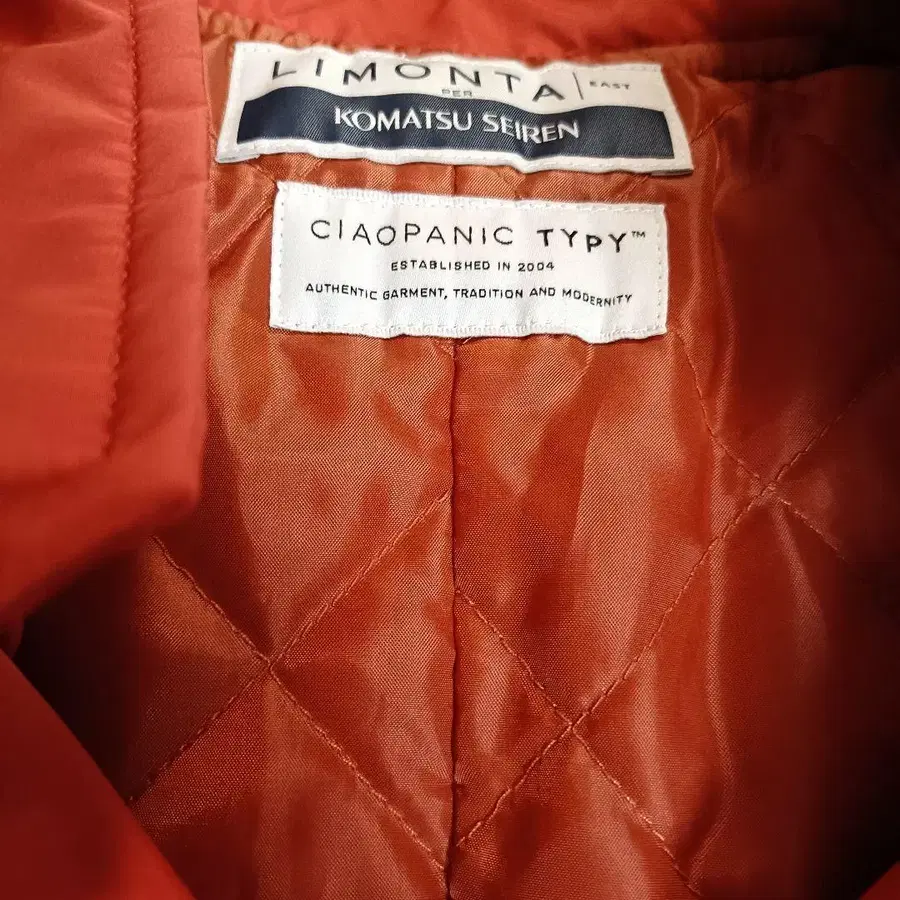 LIMONTA | EAST
PER
KOMATSU SEIREN
CIAOPANIC TYPY™
ESTABLISHED IN 2004
AUTHENTIC GARMENT, TRADITION AND MODERNITY